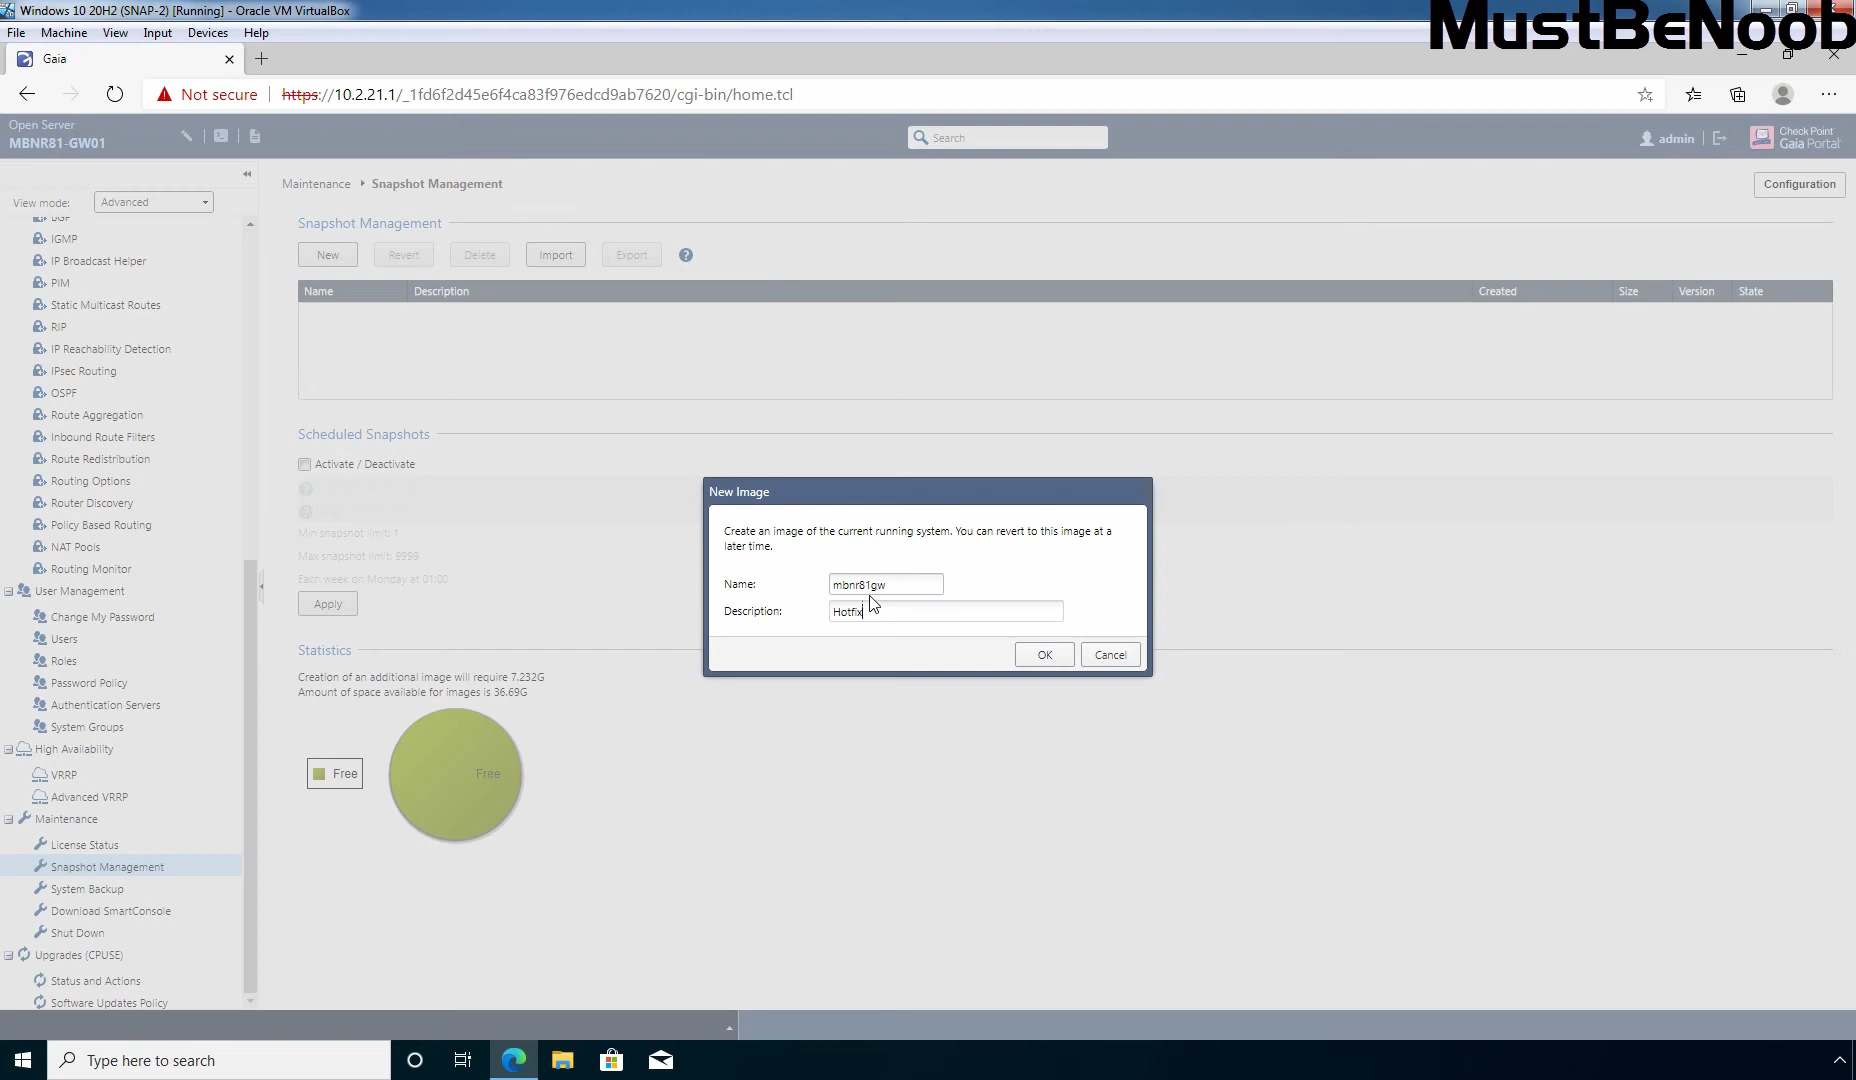 Windows 10 20H2 (SNAP-2) [Running] - Oracle VM VirtualBox
MustBeNoob
File Machine View Input Devices Help
Gaia
Not secure https://10.2.21.1/_1fd6f2d45e6f4ca83f976edcd9ab7620/cgi-bin/home.tcl
Open Server
MBNR81-GW01
Search
admin
Check Point
Gaia Portal
View mode: Advanced
Maintenance Snapshot Management
Configuration
BGP
IGMP
IP Broadcast Helper
PIM
Static Multicast Routes
RIP
IP Reachability Detection
IPsec Routing
OSPF
Route Aggregation
Inbound Route Filters
Route Redistribution
Routing Options
Router Discovery
Policy Based Routing
NAT Pools
Routing Monitor
User Management
Change My Password
Users
Roles
Password Policy
Authentication Servers
System Groups
High Availability
VRRP
Advanced VRRP
Maintenance
License Status
Snapshot Management
System Backup
Download SmartConsole
Shut Down
Upgrades (CPUSE)
Status and Actions
Software Updates Policy
Snapshot Management
New Revert Delete Import Export
Name Description Created Size Version State
Scheduled Snapshots
Activate / Deactivate
Min snapshot limit: 1
Max snapshot limit: 9999
Each week on Monday at 01:00
Apply
Statistics
Creation of an additional image will require 7.232G
Amount of space available for images is 36.69G
Free
Free
New Image
Create an image of the current running system. You can revert to this image at a
later time.
Name: mbnr81gw
Description: Hotfix
OK Cancel
Type here to search